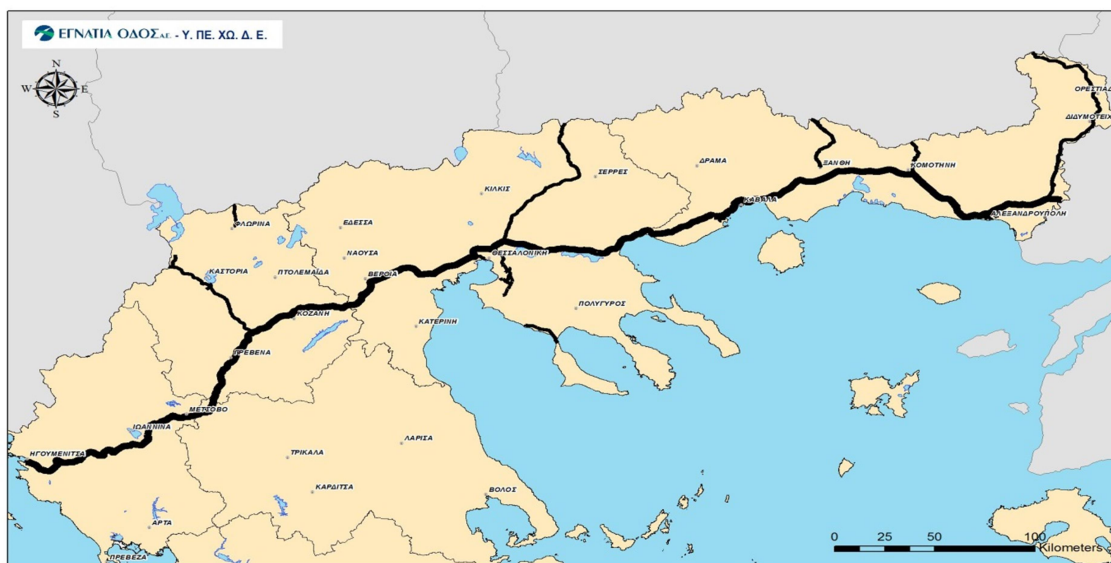 ΕΓΝΑΤΙΑ ΟΔΟΣ Α.Ε. - Υ. ΠΕ. ΧΩ. Δ. Ε.
N
W E
S
ΟΡΕΣΤΙΑΔ
ΔΙΔΥΜΟΤΕΙΧ
ΔΡΑΜΑ
ΞΑΝΘΗ
ΚΟΜΟΤΗΝΗ
ΣΕΡΡΕΣ
ΚΙΛΚΙΣ
ΚΑΒΑΛΑ
ΑΛΕΞΑΝΔΡΟΥΠΟΛΗ
ΦΛΩΡΙΝΑ
ΕΔΕΣΣΑ
ΝΑΟΥΣΑ
ΘΕΣΣΑΛΟΝΙΚΗ
ΚΑΣΤΟΡΙΑ
ΠΤΟΛΕΜΑΪΔΑ
ΒΕΡΟΙΑ
ΠΟΛΥΓΥΡΟΣ
ΚΟΖΑΝΗ
ΚΑΤΕΡΙΝΗ
ΓΡΕΒΕΝΑ
ΜΕΤΣΟΒΟ
ΙΩΑΝΝΙΝΑ
ΗΓΟΥΜΕΝΙΤΣΑ
ΛΑΡΙΣΑ
ΤΡΙΚΑΛΑ
ΚΑΡΔΙΤΣΑ
ΒΟΛΟΣ
ΑΡΤΑ
ΠΡΕΒΕΖΑ
0 25 50 100
Kilometers